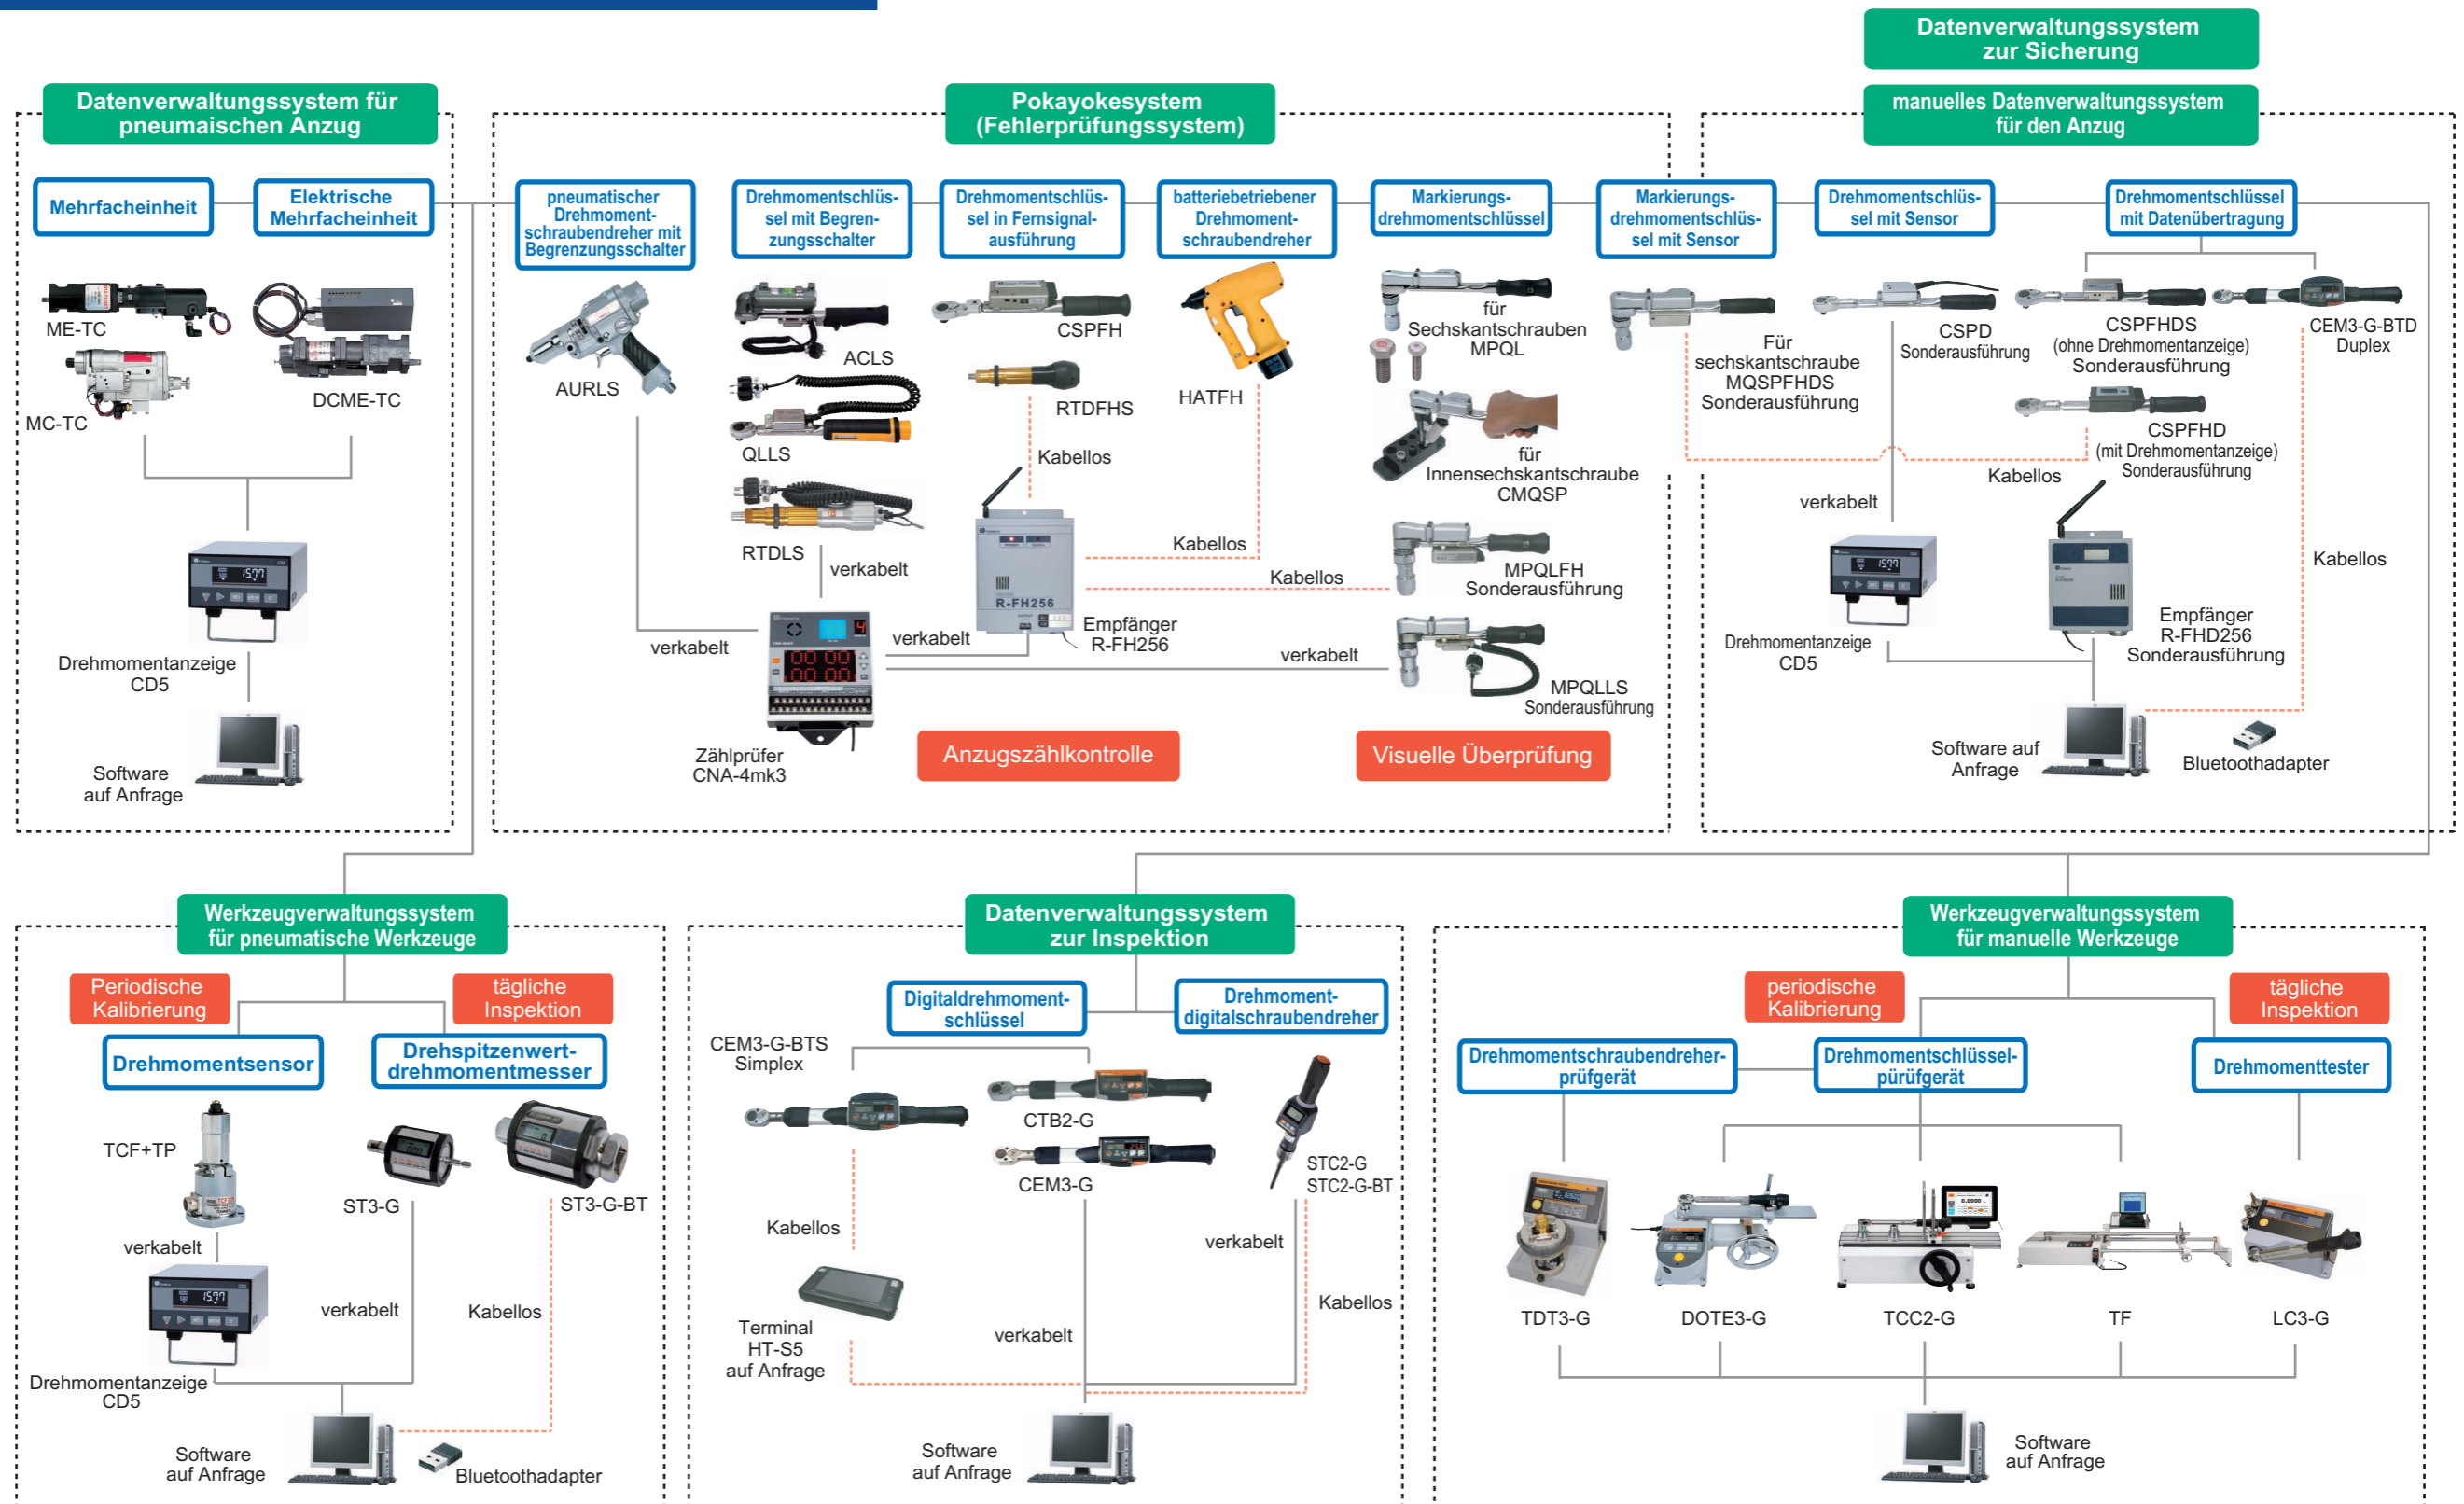 Datenverwaltungssystem
zur Sicherung
Datenverwaltungssystem für
pneumaischen Anzug
Pokayokesystem
(Fehlerprüfungssystem)
manuelles Datenverwaltungssystem
für den Anzug
Mehrfacheinheit
Elektrische
Mehrfacheinheit
pneumatischer
Drehmoment-
schraubendreher mit
Begrenzungsschalter
Drehmomentschlüs-
sel mit Begren-
zungsschalter
Drehmomentschlüs-
sel in Fernsignal-
ausführung
batteriebetriebener
Drehmoment-
schraubendreher
Markierungs-
drehmomentschlüssel
Markierungs-
drehmomentschlüs-
sel mit Sensor
Drehmomentschlüs-
sel mit Sensor
Drehmomentschlüssel
mit Datenübertragung
ME-TC
MC-TC
DCME-TC
Drehmomentanzeige
CD5
Software
auf Anfrage
AURLS
ACLS
QLLS
RTDLS
verkabelt
verkabelt
CSPFH
RTDFHS
Kabellos
HATFH
Kabellos
Kabellos
R-FH256
Empfänger
R-FH256
verkabelt
verkabelt
Zählprüfer
CNA-4mk3
Anzugszählkontrolle
für
Sechskantschrauben
MPQL
für
Innensechskantschraube
CMQSP
MPQLFH
Sonderausführung
MPQLLS
Sonderausführung
Visuelle Überprüfung
Für
sechskantschraube
MQSPFHDS
Sonderausführung
CSPD
Sonderausführung
CSPFHDS
(ohne Drehmomentanzeige)
Sonderausführung
CEM3-G-BTD
Duplex
CSPFHD
(mit Drehmomentanzeige)
Sonderausführung
Kabellos
verkabelt
Kabellos
Drehmomentanzeige
CD5
Empfänger
R-FHD256
Sonderausführung
Software auf
Anfrage
Bluetoothadapter
Werkzeugverwaltungssystem
für pneumatische Werkzeuge
Periodische
Kalibrierung
tägliche
Inspektion
Drehmomentsensor
Drehspitzenwert-
drehmomentmesser
TCF+TP
ST3-G
ST3-G-BT
verkabelt
verkabelt
Kabellos
Drehmomentanzeige
CD5
Software
auf Anfrage
Bluetoothadapter
Datenverwaltungssystem
zur Inspektion
Digitaldrehmoment-
schlüssel
Drehmoment-
digitalschraubendreher
CEM3-G-BTS
Simplex
CTB2-G
CEM3-G
STC2-G
STC2-G-BT
Kabellos
verkabelt
Kabellos
verkabelt
Terminal
HT-S5
auf Anfrage
Software
auf Anfrage
Werkzeugverwaltungssystem
für manuelle Werkzeuge
periodische
Kalibrierung
tägliche
Inspektion
Drehmomentschraubendreher-
prüfgerät
Drehmomentschlüssel-
pürüfgerät
Drehmomenttester
TDT3-G
DOTE3-G
TCC2-G
TF
LC3-G
Software
auf Anfrage